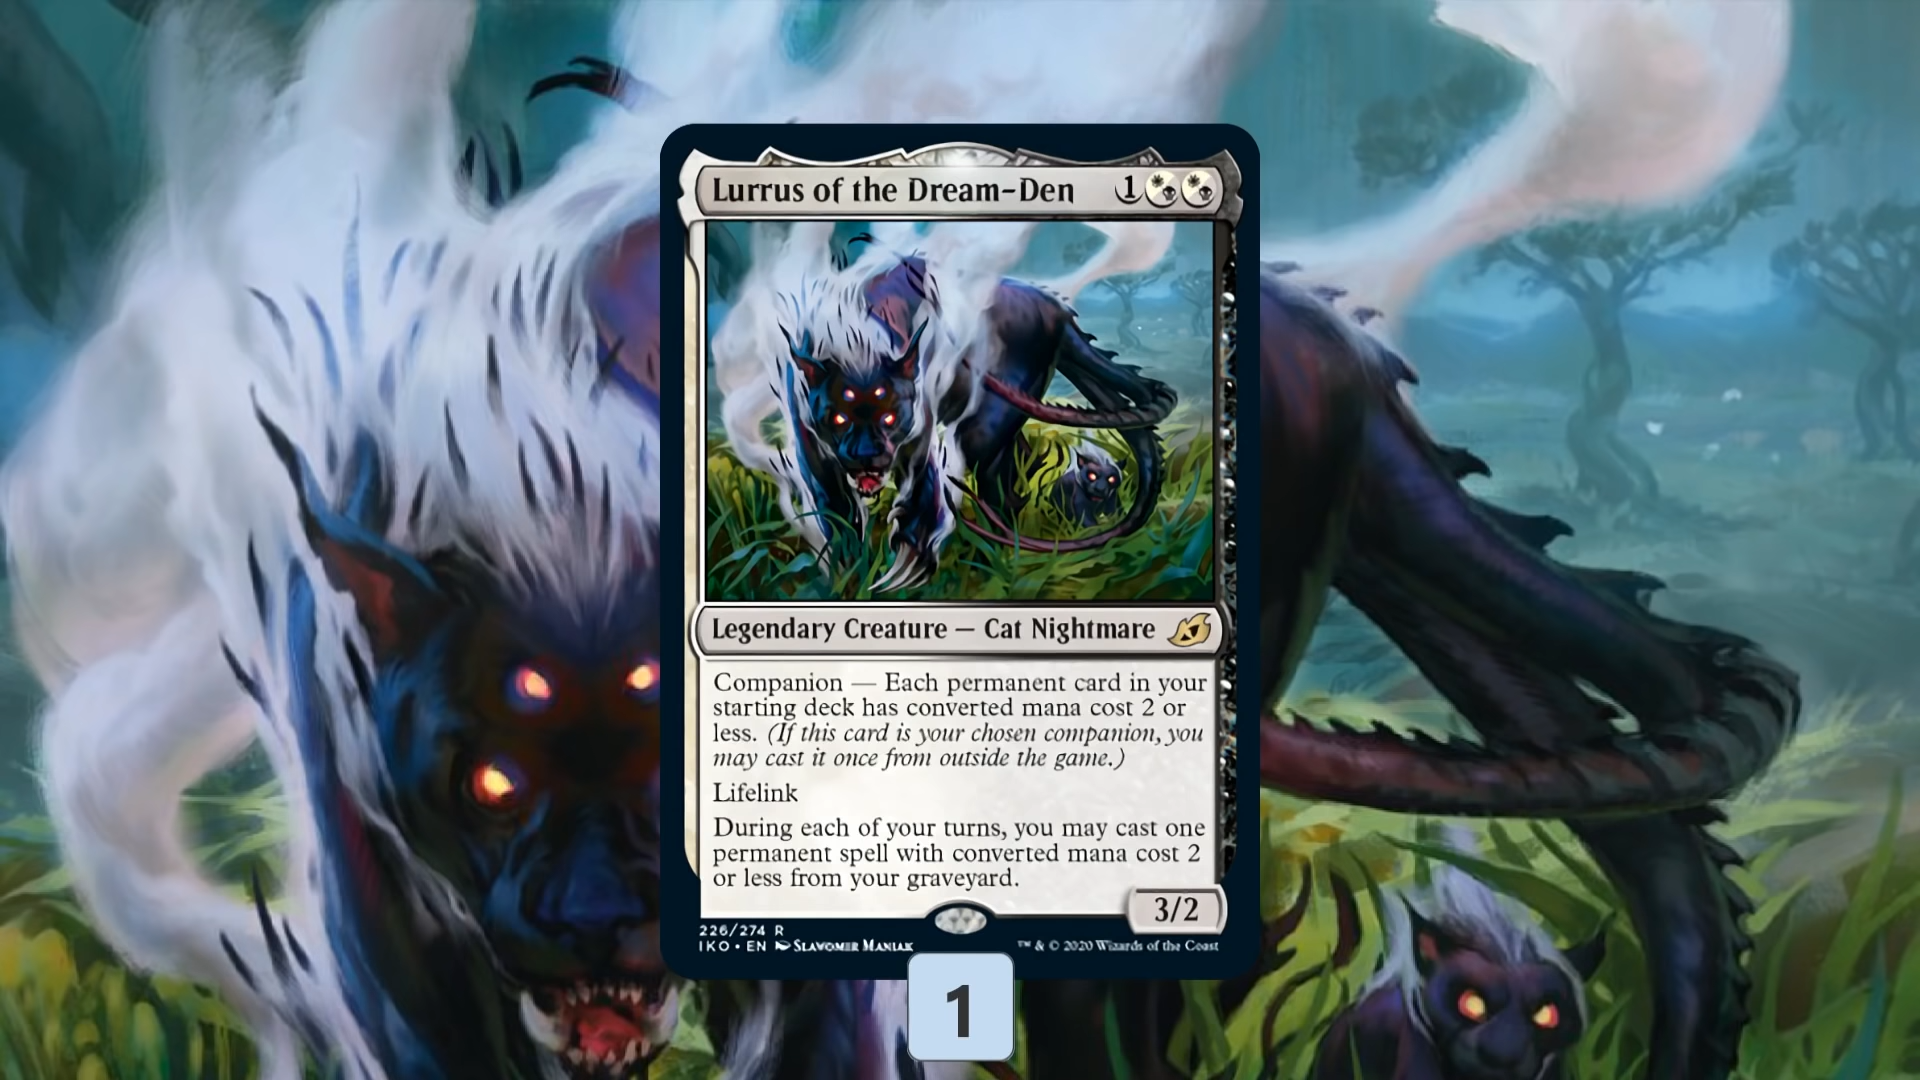 Lurrus of the Dream-Den 1
Legendary Creature — Cat Nightmare
Companion — Each permanent card in your
starting deck has converted mana cost 2 or
less. (If this card is your chosen companion, you
may cast it once from outside the game.)
Lifelink
During each of your turns, you may cast one
permanent spell with converted mana cost 2
or less from your graveyard.
3/2
226/274 R
IKO • EN Slawomir Maniak
™ & © 2020 Wizards of the Coast
1